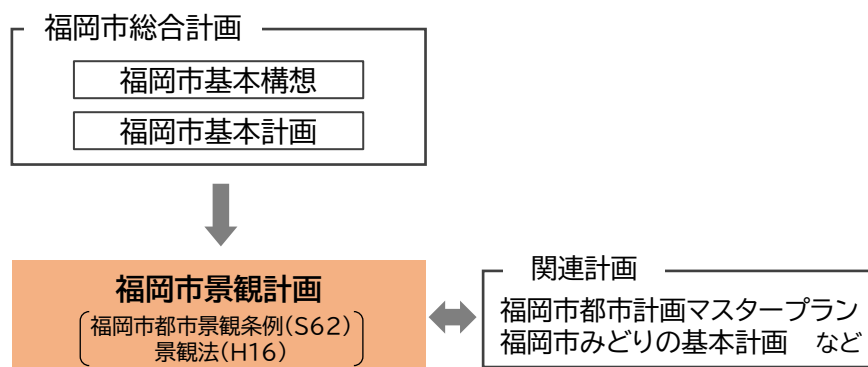 福岡市総合計画
福岡市基本構想
福岡市基本計画
福岡市景観計画
福岡市都市景観条例(S62)
景観法(H16)
関連計画
福岡市都市計画マスタープラン
福岡市みどりの基本計画　など